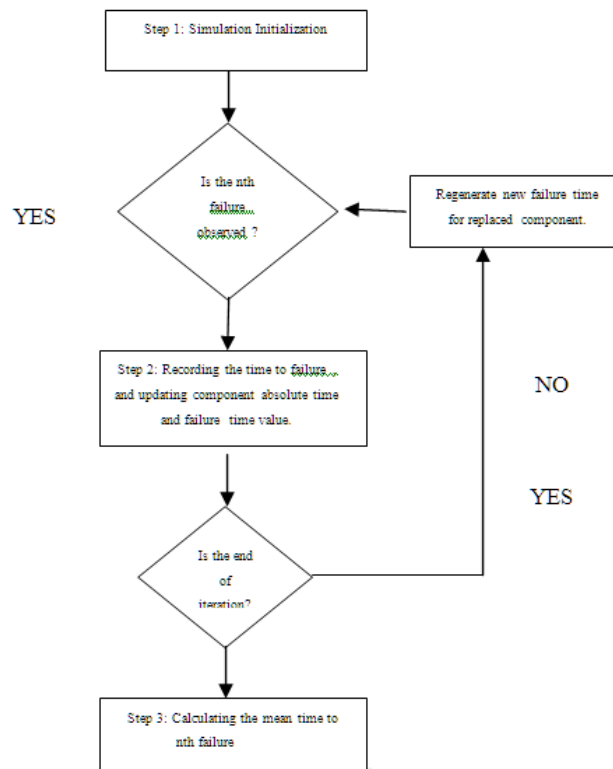 Step 1: Simulation Initialization
Is the nth
failure
observed ?
YES
Regenerate new failure time
for replaced component.
Step 2: Recording the time to failure
and updating component absolute time
and failure time value.
NO
YES
Is the end
of
iteration?
Step 3: Calculating the mean time to
nth failure